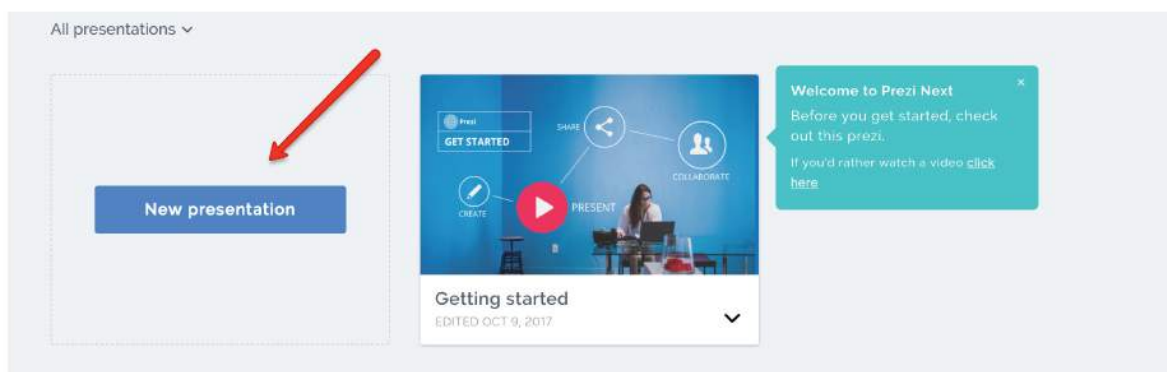 All presentations
New presentation
Prezi
GET STARTED
SHARE
COLLABORATE
CREATE
PRESENT
Getting started
EDITED OCT 9, 2017
Welcome to Prezi Next
×
Before you get started, check
out this prezi.
If you'd rather watch a video click
here